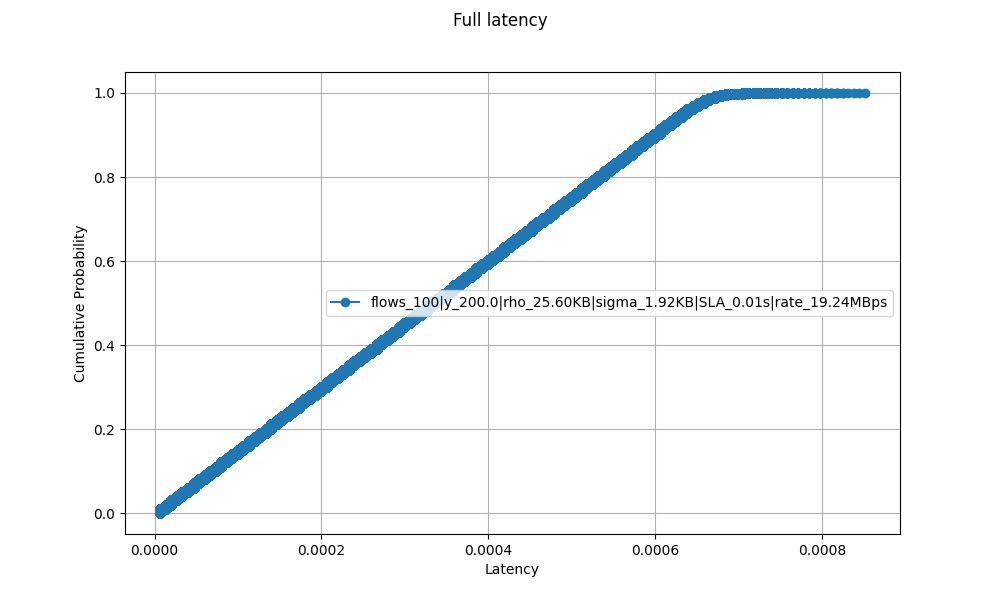 Full latency
1.0
0.8
0.6
0.4
0.2
0.0
Cumulative Probability
flows_100|y_200.0|rho_25.60KB|sigma_1.92KB|SLA_0.01s|rate_19.24MBps
0.0000 0.0002 0.0004 0.0006 0.0008
Latency